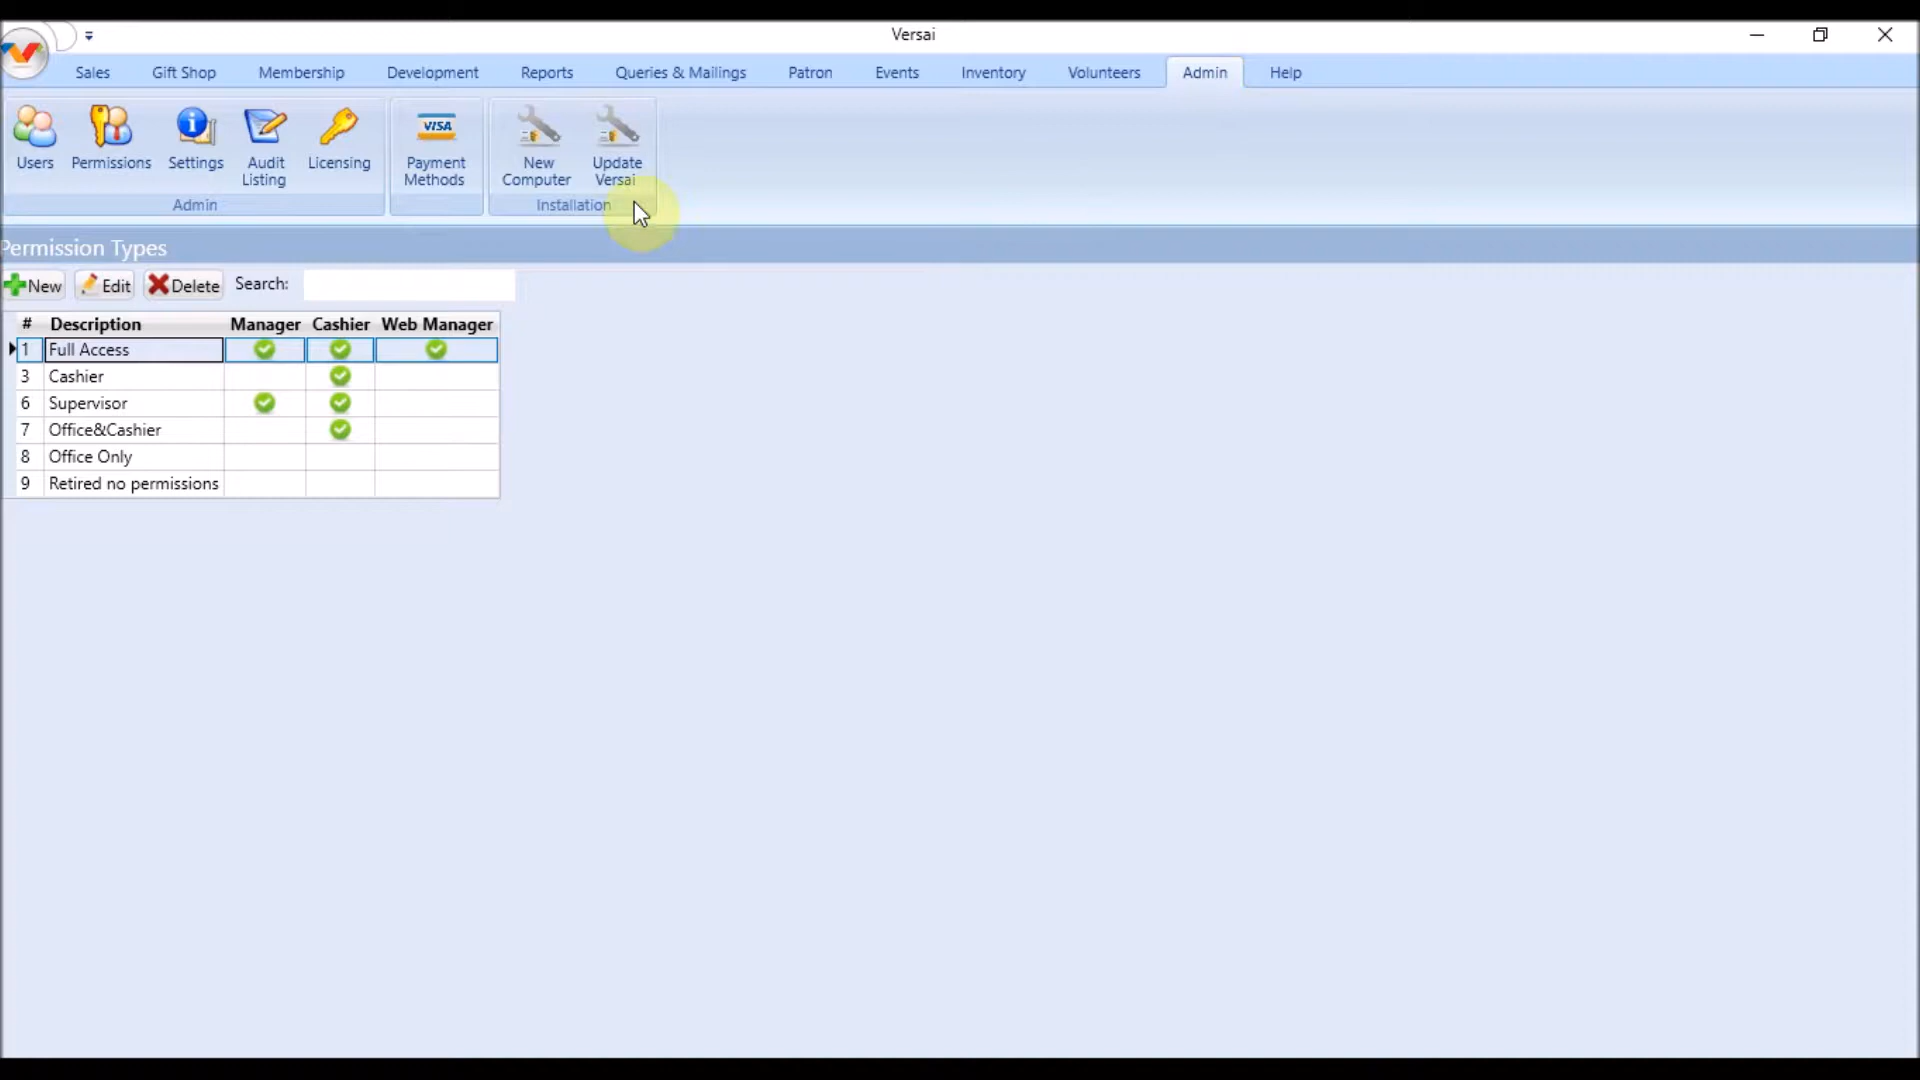 Versai
Sales Gift Shop Membership Development Reports Queries & Mailings Patron Events Inventory Volunteers Admin Help
Users Permissions Settings Audit Listing Licensing Payment Methods New Computer Update Versai
VISA
Admin Installation
Permission Types
New Edit Delete Search:
# Description Manager Cashier Web Manager
1 Full Access
3 Cashier
6 Supervisor
7 Office&Cashier
8 Office Only
9 Retired no permissions